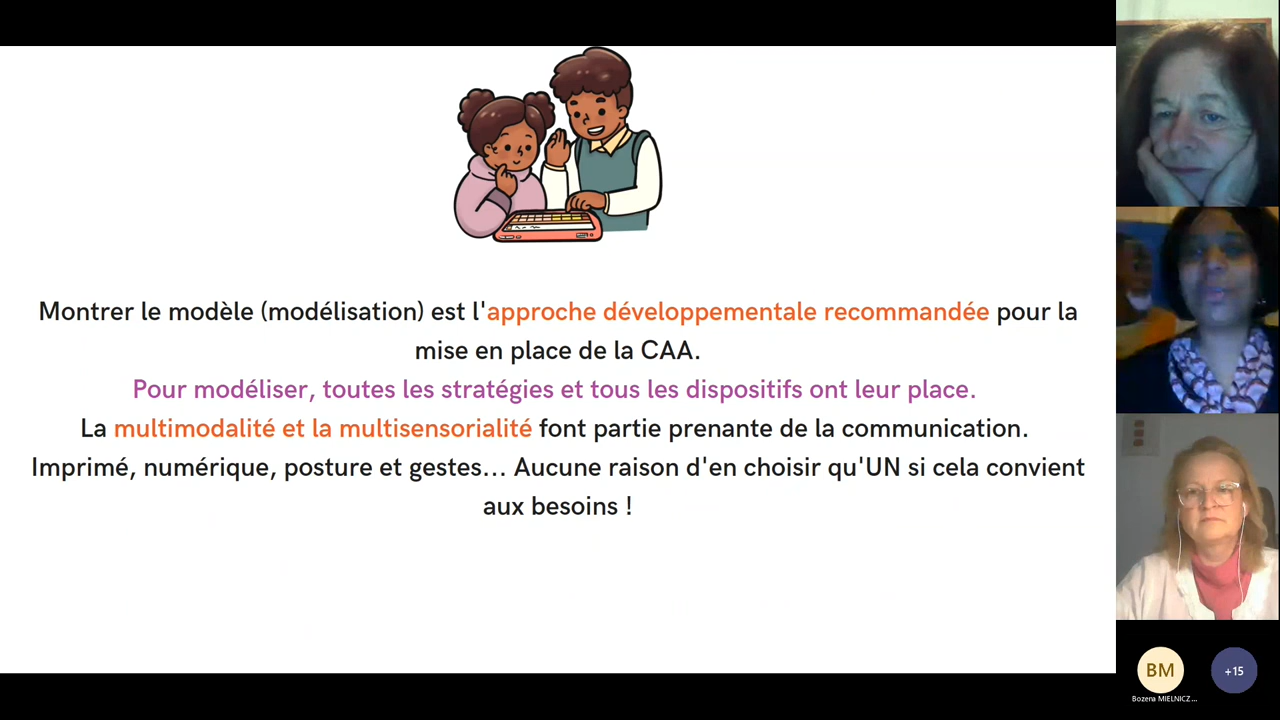 Montrer le modèle (modélisation) est l'approche développementale recommandée pour la
mise en place de la CAA.
Pour modéliser, toutes les stratégies et tous les dispositifs ont leur place.
La multimodalité et la multisensorialité font partie prenante de la communication.
Imprimé, numérique, posture et gestes... Aucune raison d'en choisir qu'UN si cela convient
aux besoins !
BM
+15
Bozena MIELNICZ...